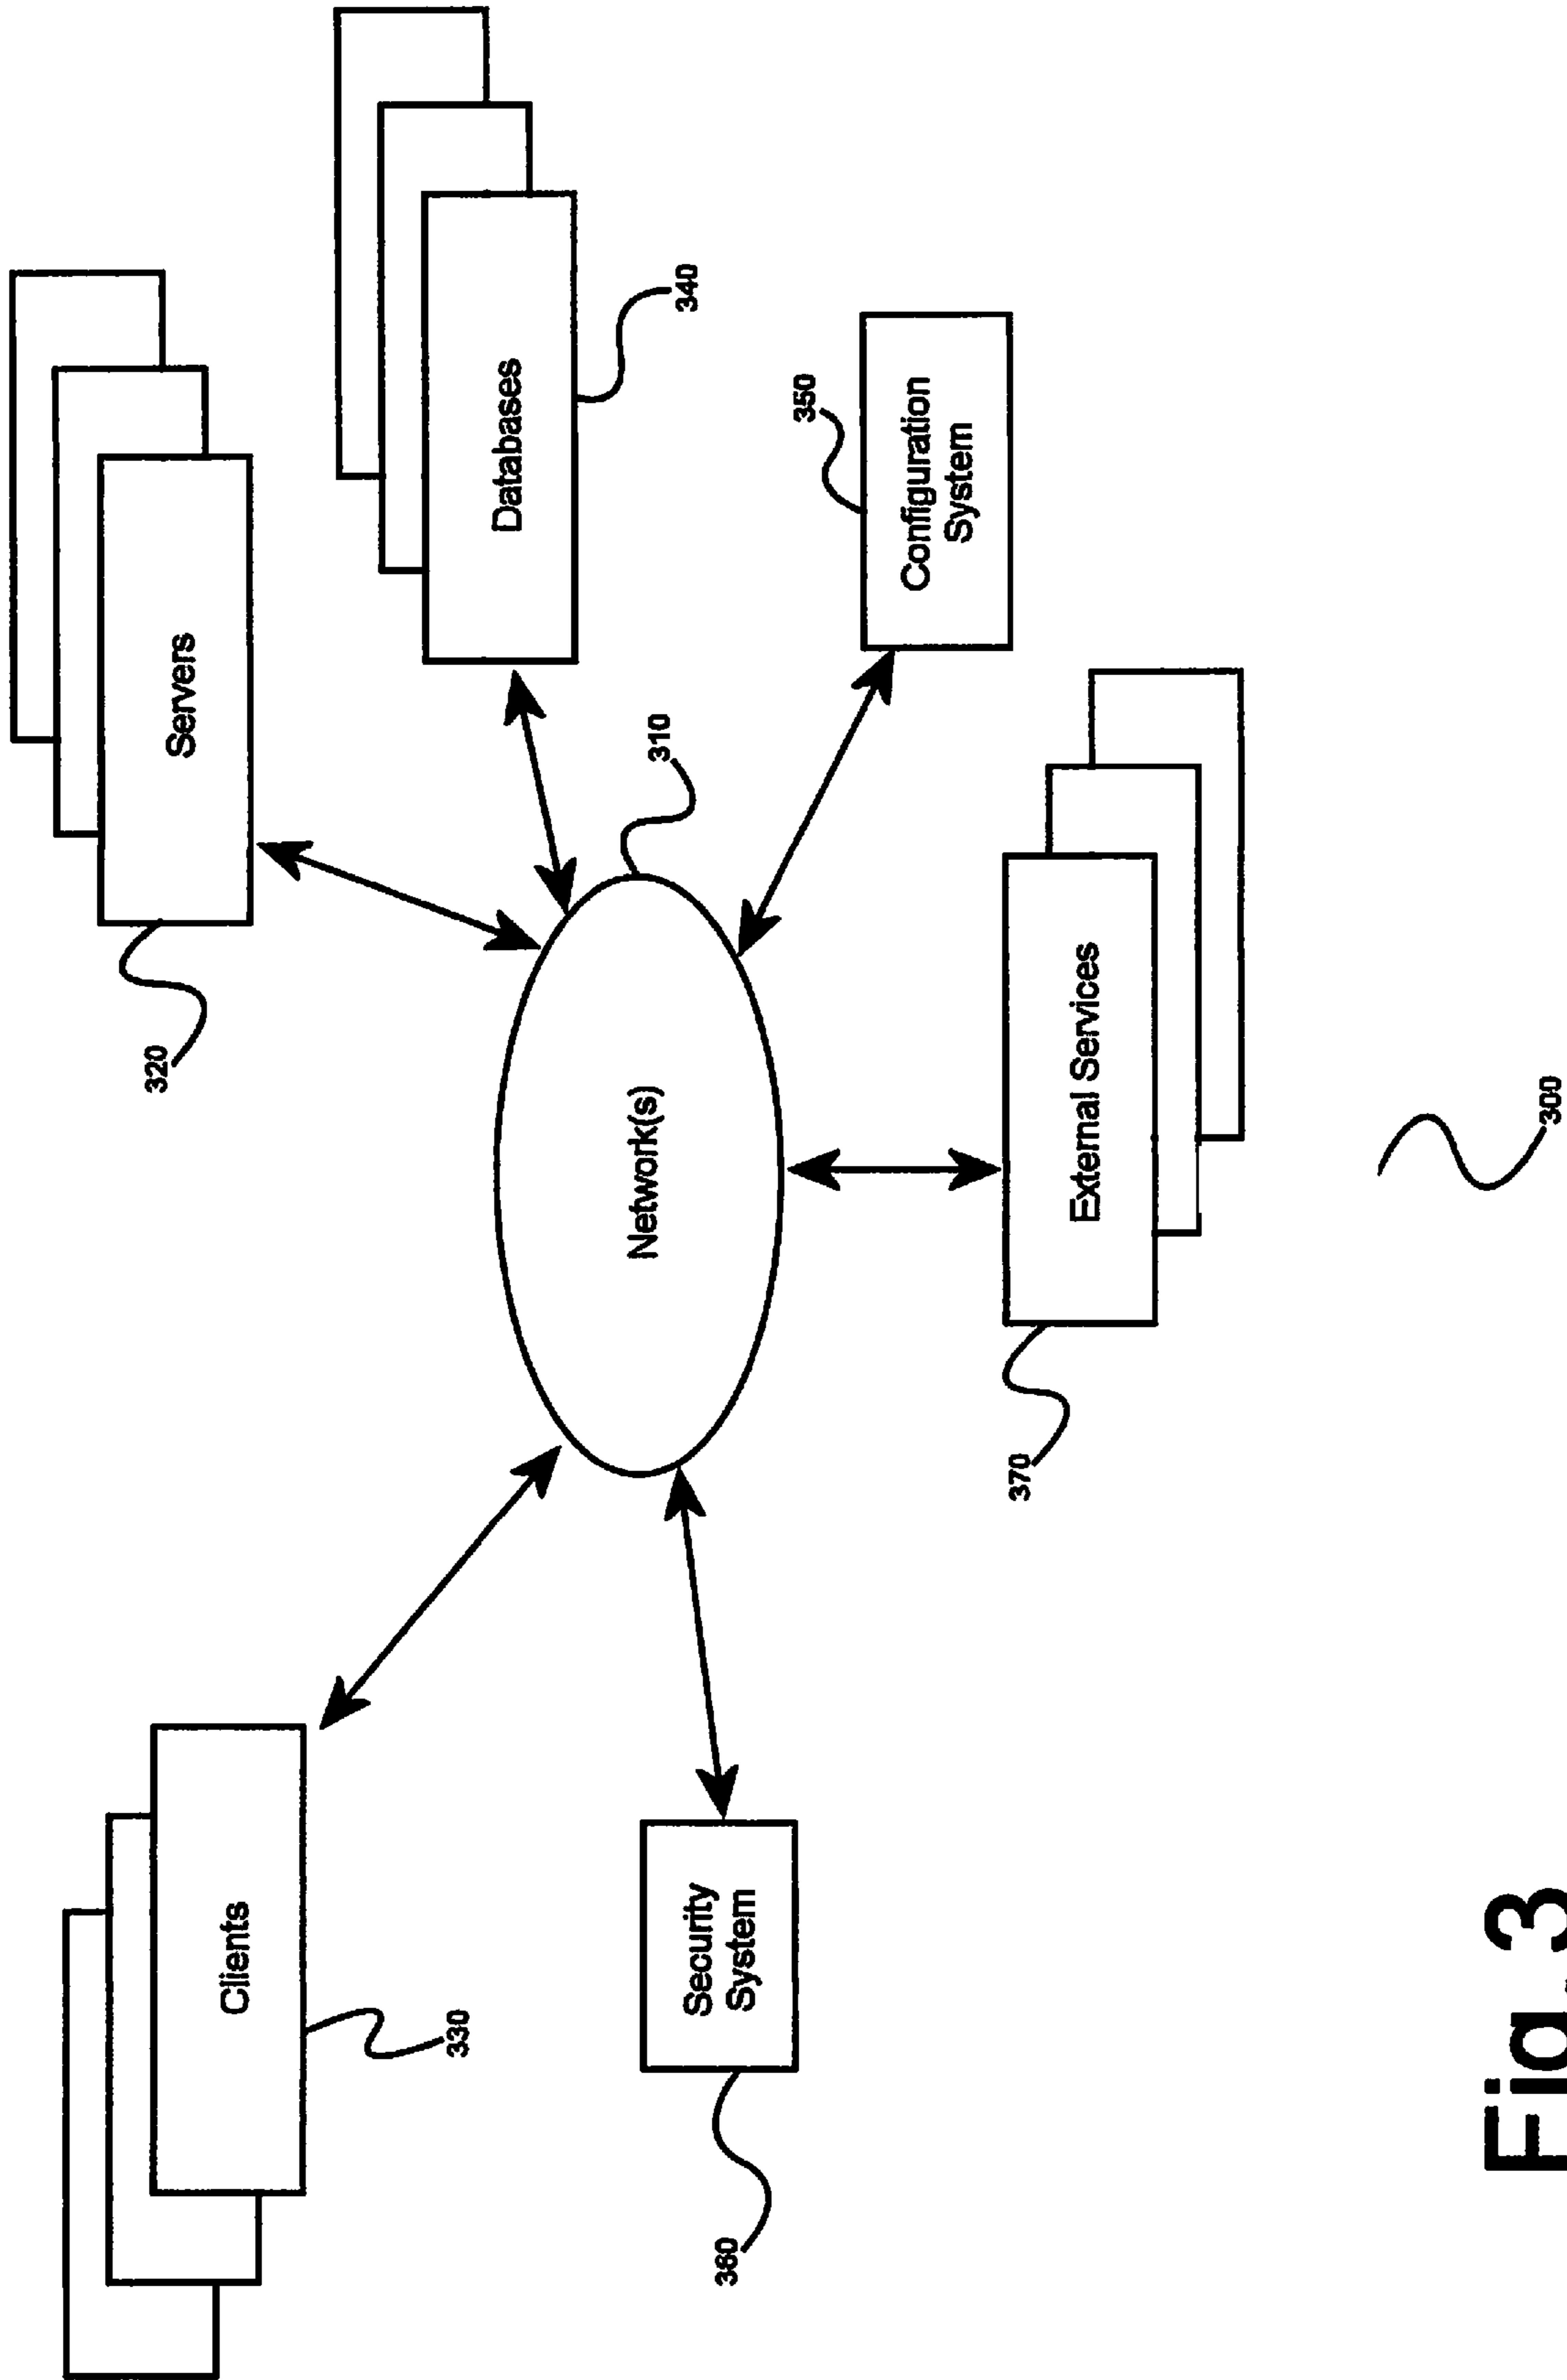 320
Servers
Clients
330
Databases
Network(s)
310
340
Security
System
360
350
Configuration
System
370
External Services
300
Fig. 3